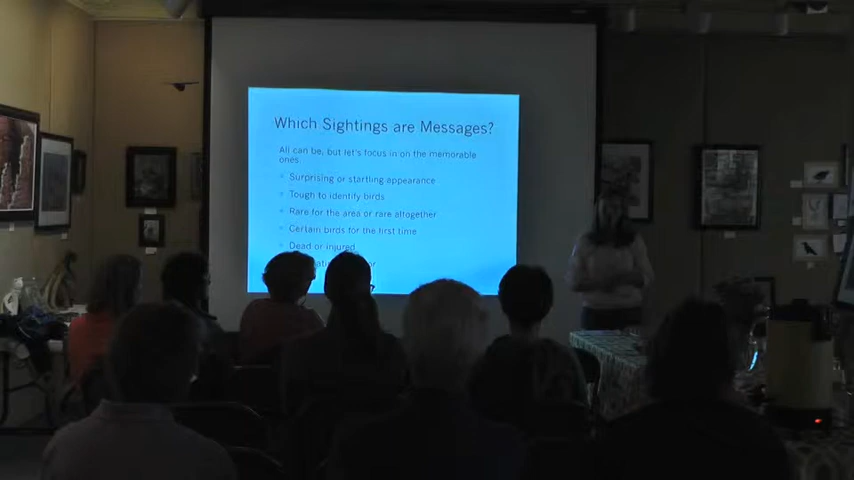 Which Sightings are Messages?
All can be, but let's focus in on the memorable
ones.
Surprising or startling appearance
Tough to identify birds
Rare for the area or rare altogether
Certain birds for the first time
Dead or injured